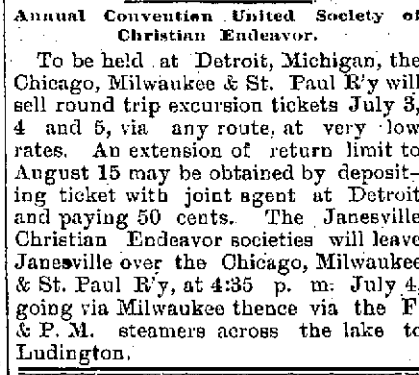 Annual Convention United Society of
Christian Endeavor.
To be held at Detroit, Michigan, the
Chicago, Milwaukee & St. Paul R'y will
sell round trip excursion tickets July 3,
4 and 5, via any route, at very low
rates. An extension of return limit to
August 15 may be obtained by deposit-
ing ticket with joint agent at Detroit
and paying 50 cents. The Janesville
Christian Endeavor societies will leave
Janesville over the Chicago, Milwaukee
& St. Paul R'y, at 4:35 p. m. July 4,
going via Milwaukee thence via the F
& P. M. steamers across the lake to
Ludington.